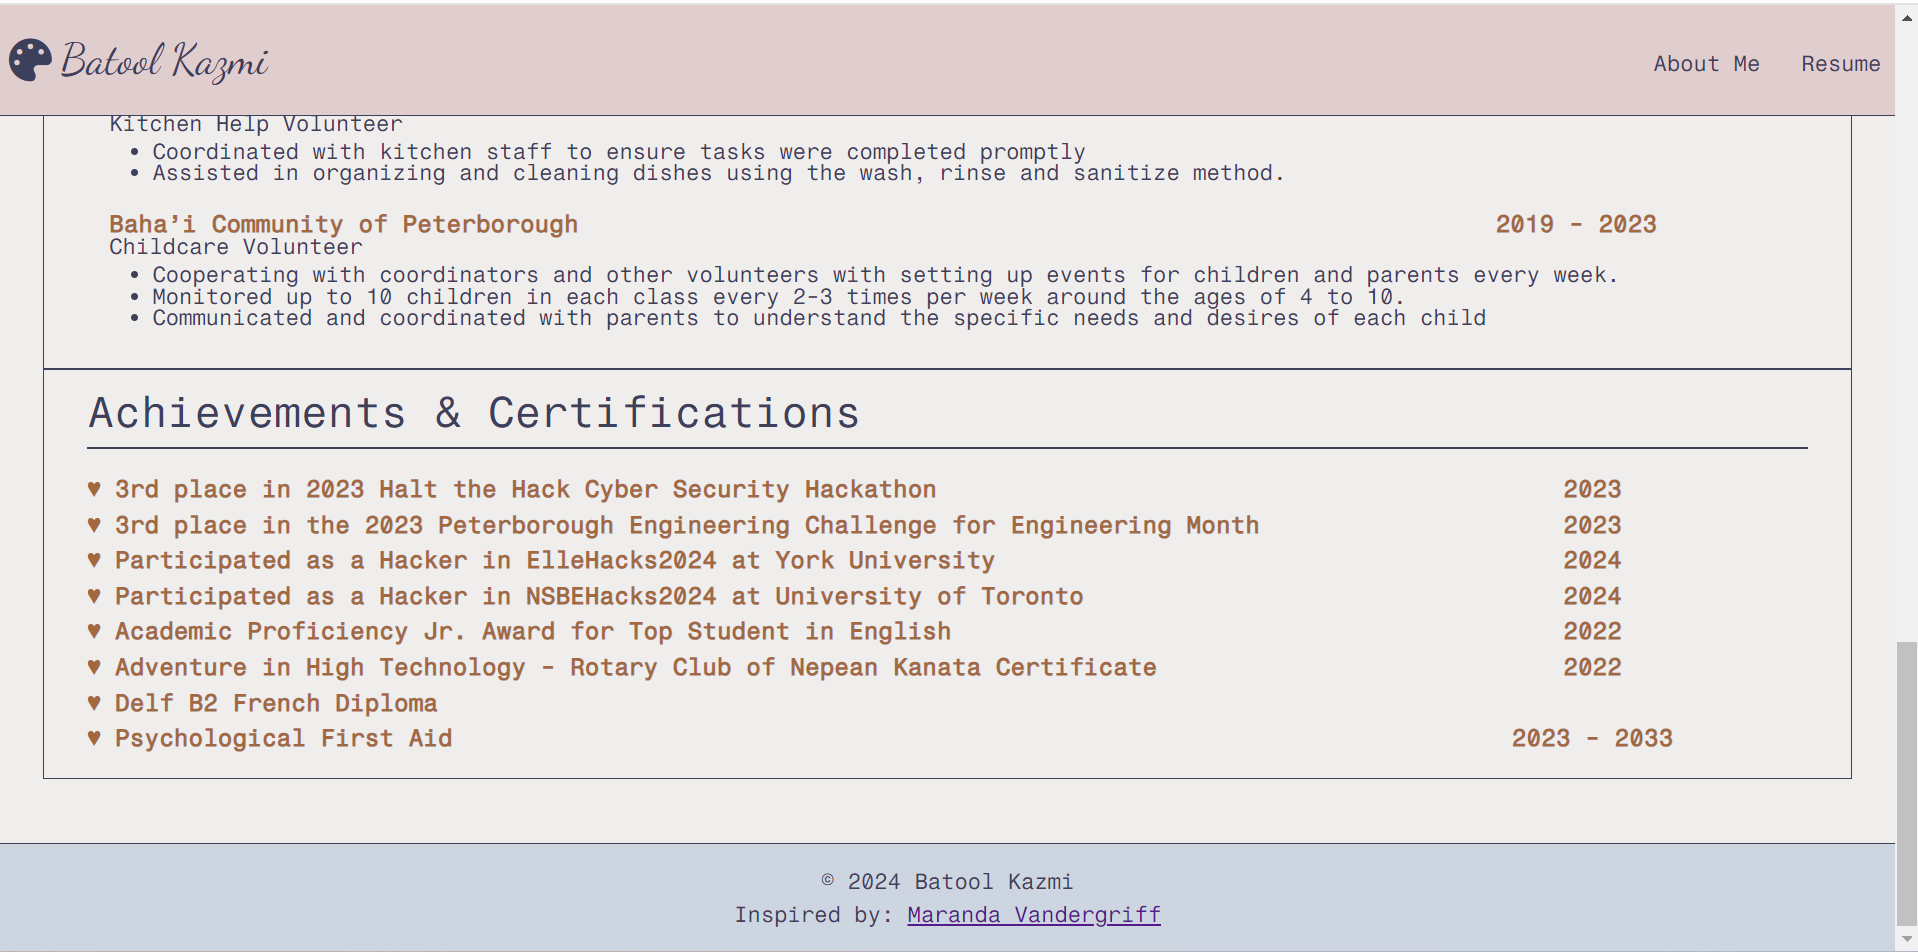 Batool Kazmi
About Me Resume
Kitchen Help Volunteer
• Coordinated with kitchen staff to ensure tasks were completed promptly
• Assisted in organizing and cleaning dishes using the wash, rinse and sanitize method.
Baha'i Community of Peterborough 2019 - 2023
Childcare Volunteer
• Cooperating with coordinators and other volunteers with setting up events for children and parents every week.
• Monitored up to 10 children in each class every 2-3 times per week around the ages of 4 to 10.
• Communicated and coordinated with parents to understand the specific needs and desires of each child
Achievements & Certifications
♥ 3rd place in 2023 Halt the Hack Cyber Security Hackathon 2023
♥ 3rd place in the 2023 Peterborough Engineering Challenge for Engineering Month 2023
♥ Participated as a Hacker in ElleHacks2024 at York University 2024
♥ Participated as a Hacker in NSBEHacks2024 at University of Toronto 2024
♥ Academic Proficiency Jr. Award for Top Student in English 2022
♥ Adventure in High Technology - Rotary Club of Nepean Kanata Certificate 2022
♥ Delf B2 French Diploma
♥ Psychological First Aid 2023 - 2033
© 2024 Batool Kazmi
Inspired by: Maranda Vandergriff